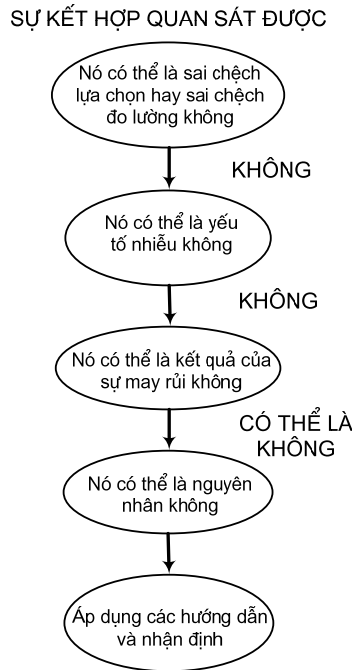 SỰ KẾT HỢP QUAN SÁT ĐƯỢC
Nó có thể là sai chệch
lựa chọn hay sai chệch
đo lường không
KHÔNG
Nó có thể là yếu
tố nhiễu không
KHÔNG
Nó có thể là kết quả của
sự may rủi không
CÓ THỂ LÀ
KHÔNG
Nó có thể là nguyên
nhân không
Áp dụng các hướng dẫn
và nhận định